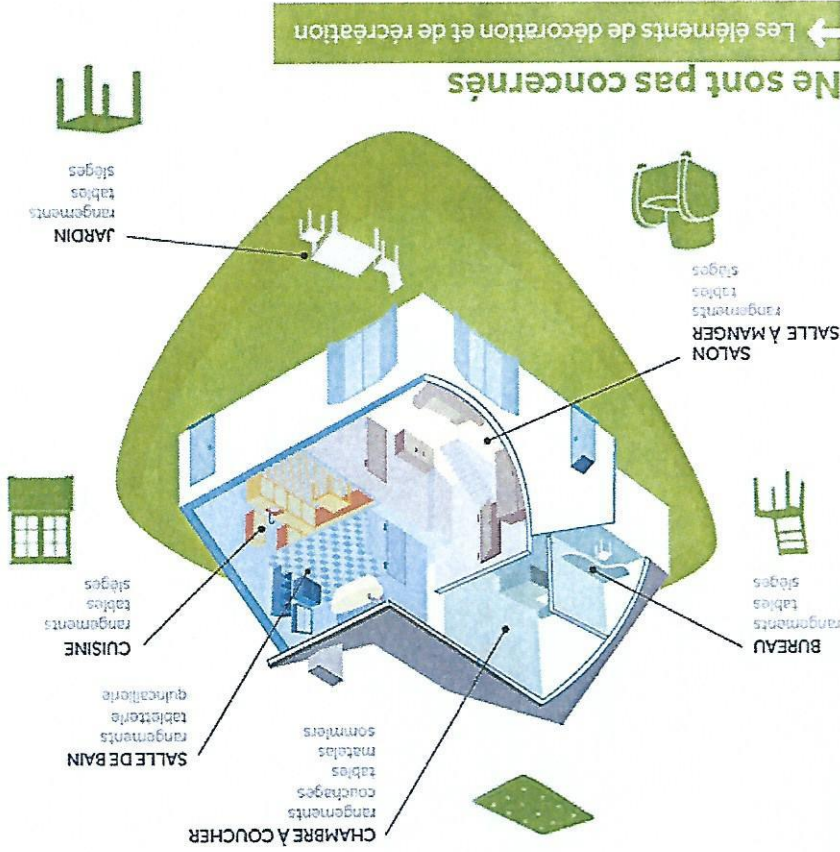 CHAMBRE À COUCHER
rangements
couchages
tables
matelas
sommiers
SALLE DE BAIN
rangements
tabletterie
quincaillerie
BUREAU
rangements
tables
sièges
CUISINE
rangements
tables
sièges
SALON
SALLE À MANGER
rangements
tables
sièges
JARDIN
rangements
tables
sièges
Ne sont pas concernés
→ Les éléments de décoration et de récréation